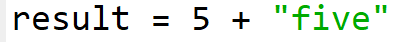 result = 5 + "five"